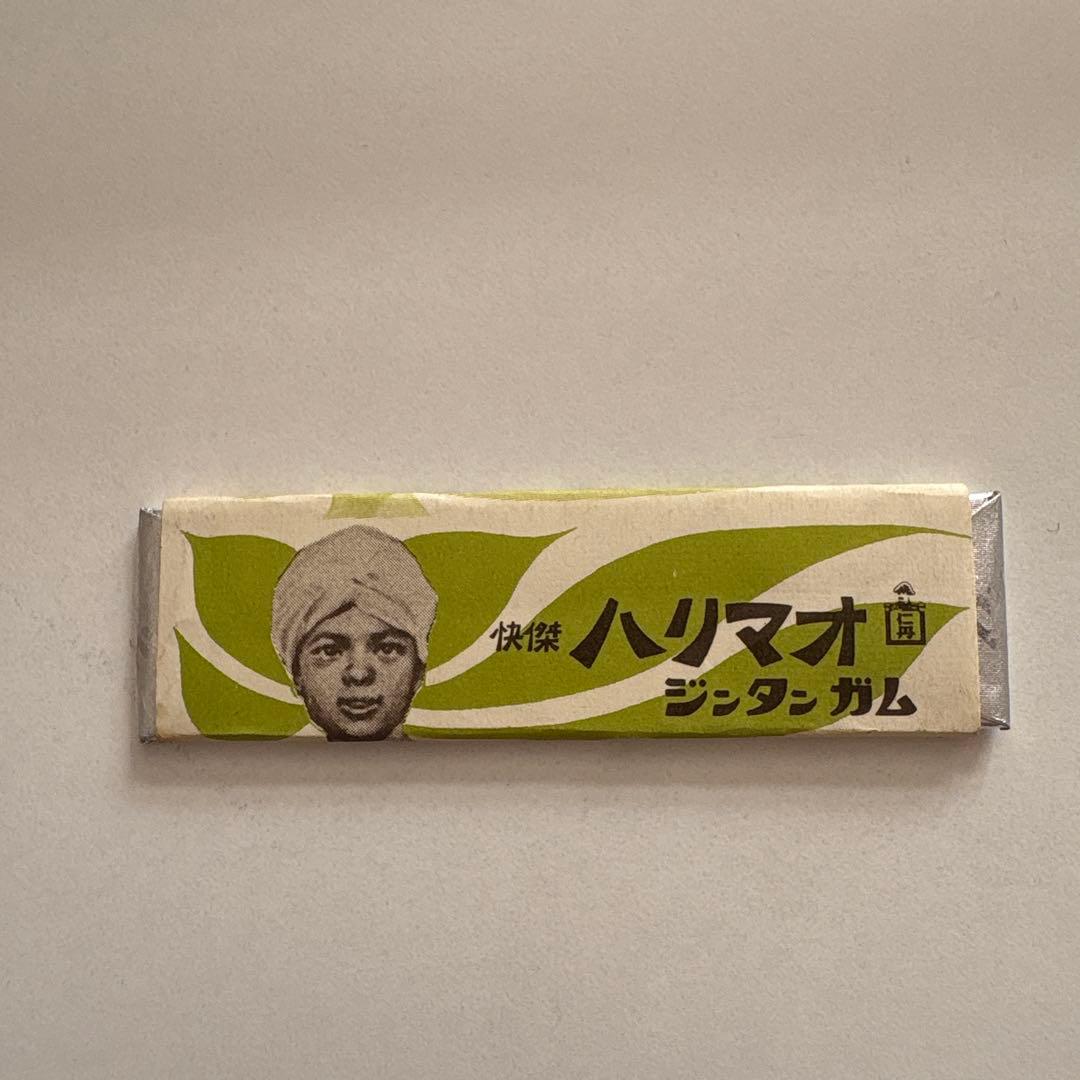 快傑 ハリマオ
仁丹
ジンタン ガム